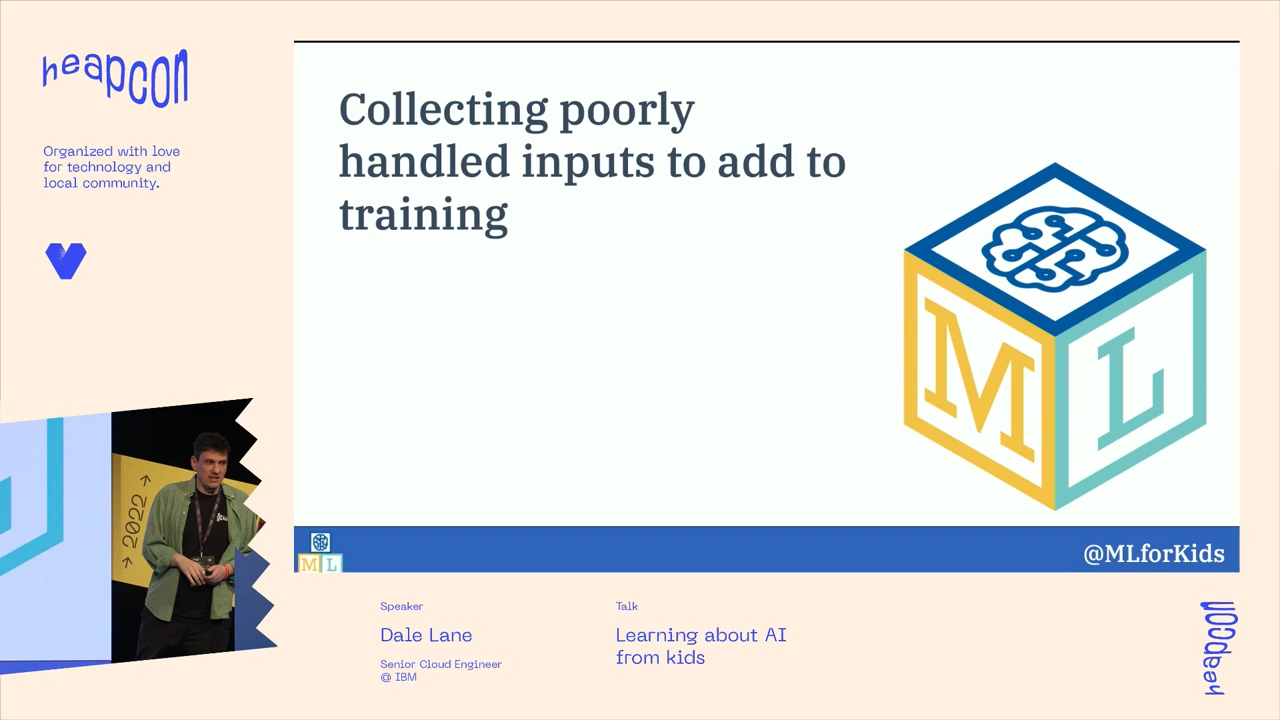 heapcon
Organized with love
for technology and
local community.
Collecting poorly
handled inputs to add to
training
M L
M L
@MLforKids
→ 2022 →
Speaker
Dale Lane
Senior Cloud Engineer
@ IBM
Talk
Learning about AI
from kids
heapcon